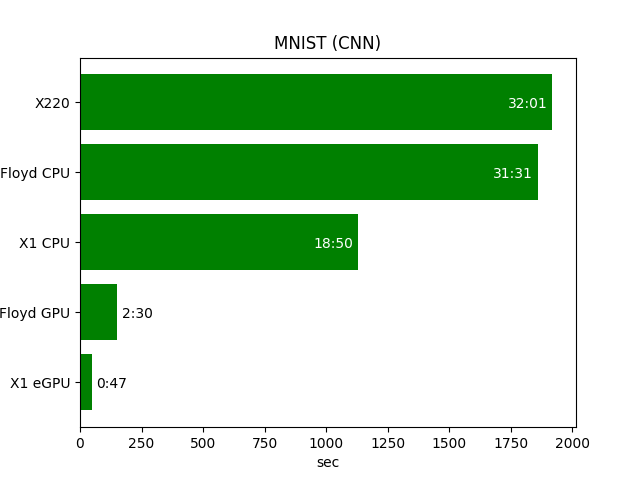 MNIST (CNN)
X220
32:01
Floyd CPU
31:31
X1 CPU
18:50
Floyd GPU
2:30
X1 eGPU
0:47
0 250 500 750 1000 1250 1500 1750 2000
sec